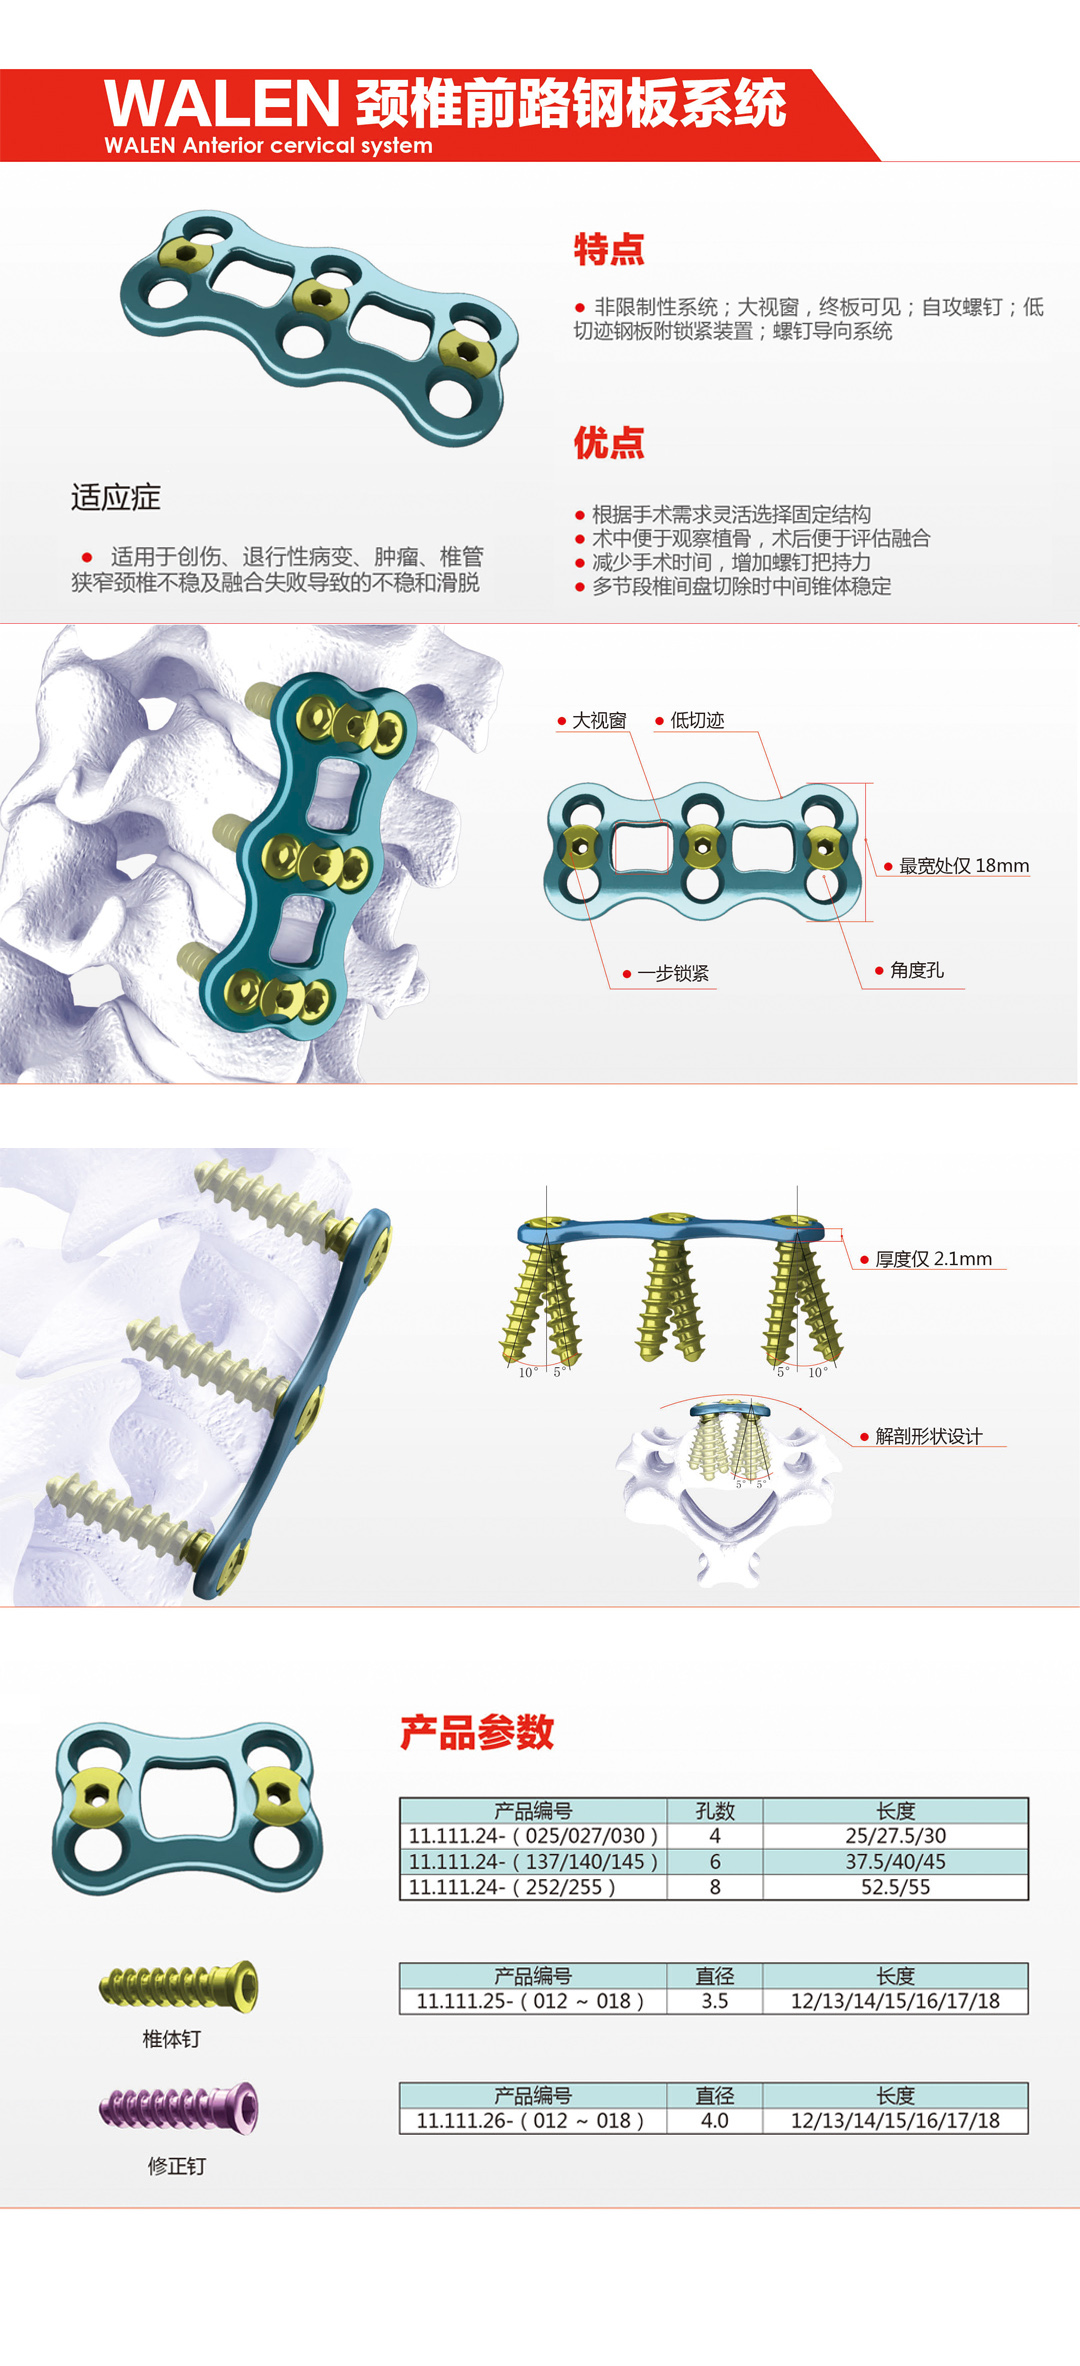 WALEN 颈椎前路钢板系统
WALEN Anterior cervical system
特点
● 非限制性系统；大视窗，终板可见；自攻螺钉；低
切迹钢板附锁紧装置；螺钉导向系统
优点
● 根据手术需求灵活选择固定结构
● 术中便于观察植骨，术后便于评估融合
● 减少手术时间，增加螺钉把持力
● 多节段椎间盘切除时中间锥体稳定
适应症
● 适用于创伤、退行性病变、肿瘤、椎管
狭窄颈椎不稳及融合失败导致的不稳和滑脱
● 大视窗 ● 低切迹
● 最宽处仅 18mm
● 一步锁紧 ● 角度孔
● 厚度仅 2.1mm
10° 5° 5° 10°
● 解剖形状设计
5° 5°
产品参数
产品编号 孔数 长度
11.111.24-（025/027/030） 4 25/27.5/30
11.111.24-（137/140/145） 6 37.5/40/45
11.111.24-（252/255） 8 52.5/55
产品编号 直径 长度
11.111.25-（012 ~ 018） 3.5 12/13/14/15/16/17/18
椎体钉
产品编号 直径 长度
11.111.26-（012 ~ 018） 4.0 12/13/14/15/16/17/18
修正钉